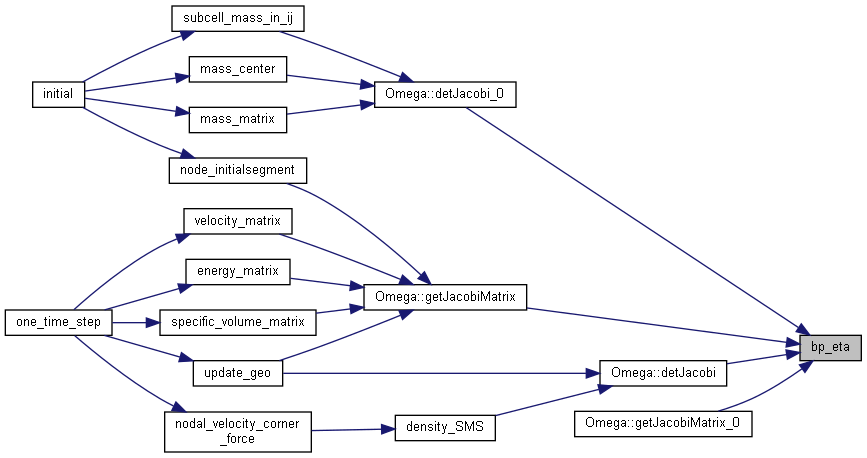 subcell_mass_in_ij
mass_center
initial
Omega::detJacobi_0
mass_matrix
node_initialsegment
velocity_matrix
energy_matrix
Omega::getJacobiMatrix
one_time_step
specific_volume_matrix
bp_eta
update_geo
Omega::detJacobi
nodal_velocity_corner
_force
density_SMS
Omega::getJacobiMatrix_0